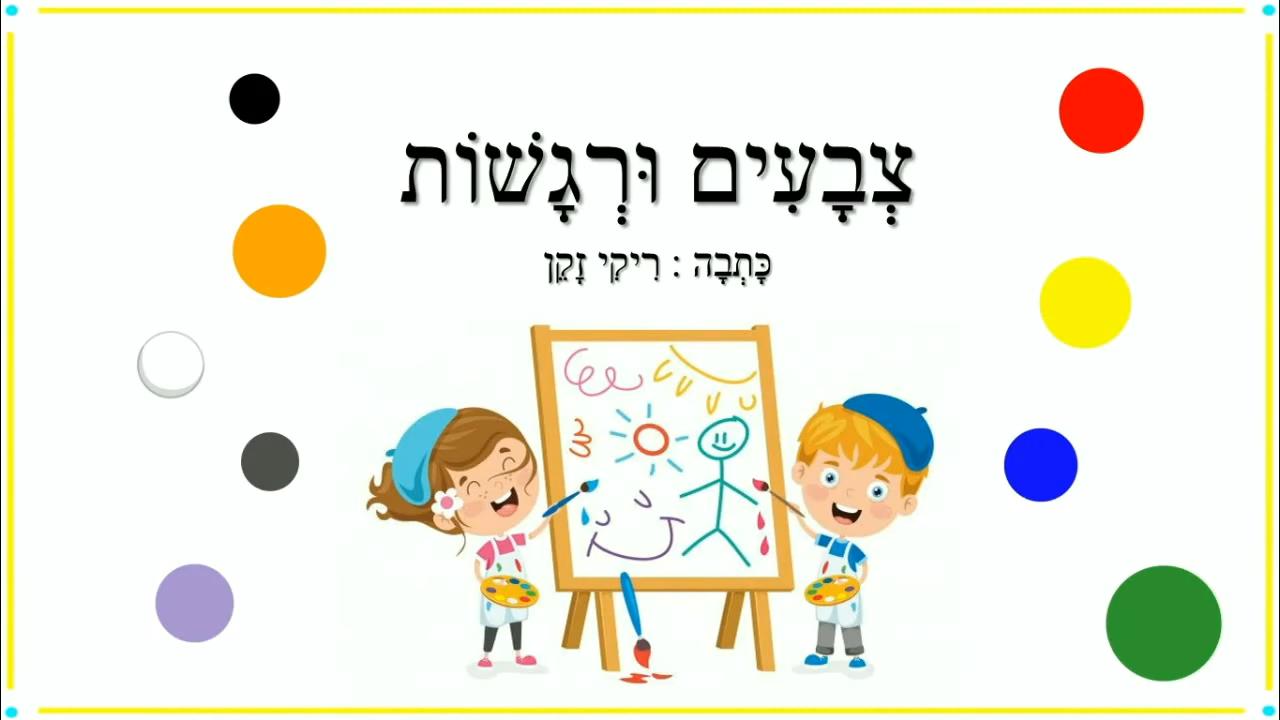 צְבָעִים וּרְגָשׁוֹת
כָּתְבָה : רִיקִי זָקֵן